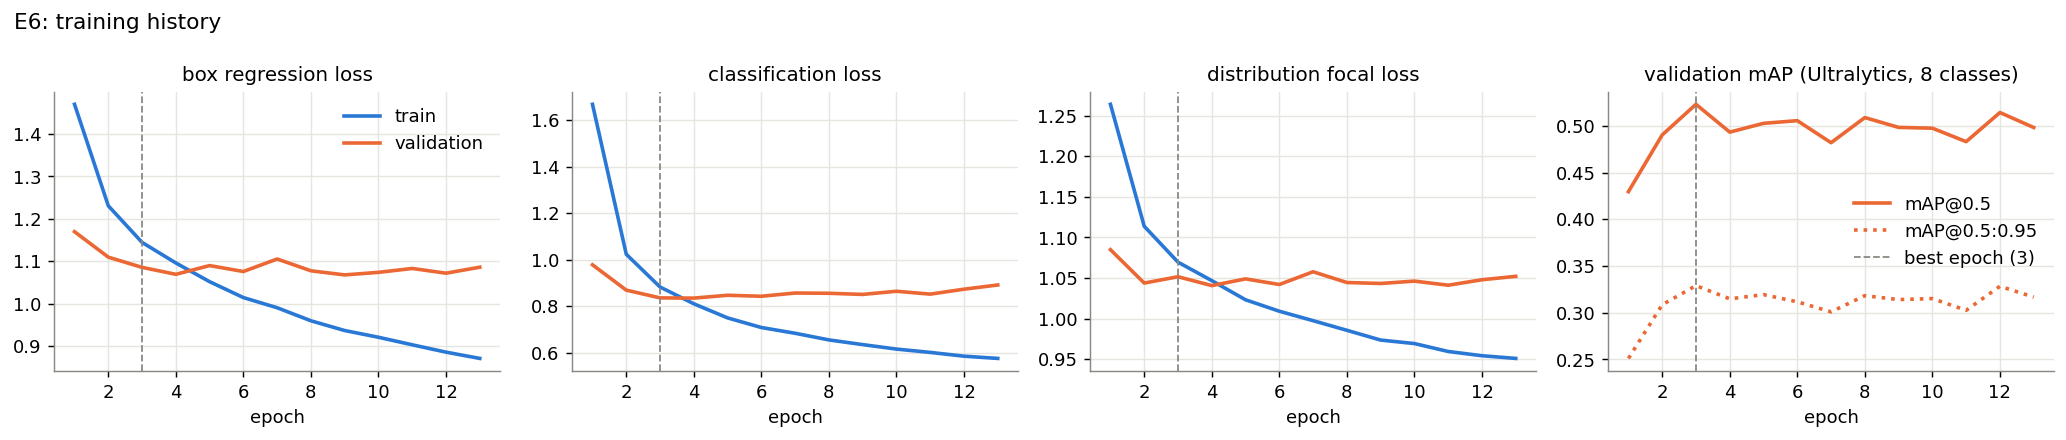 E6: training history
box regression loss
train
validation
1.4
1.3
1.2
1.1
1.0
0.9
2 4 6 8 10 12
epoch
classification loss
1.6
1.4
1.2
1.0
0.8
0.6
2 4 6 8 10 12
epoch
distribution focal loss
1.25
1.20
1.15
1.10
1.05
1.00
0.95
2 4 6 8 10 12
epoch
validation mAP (Ultralytics, 8 classes)
0.50
0.45
0.40
0.35
0.30
0.25
mAP@0.5
mAP@0.5:0.95
best epoch (3)
2 4 6 8 10 12
epoch